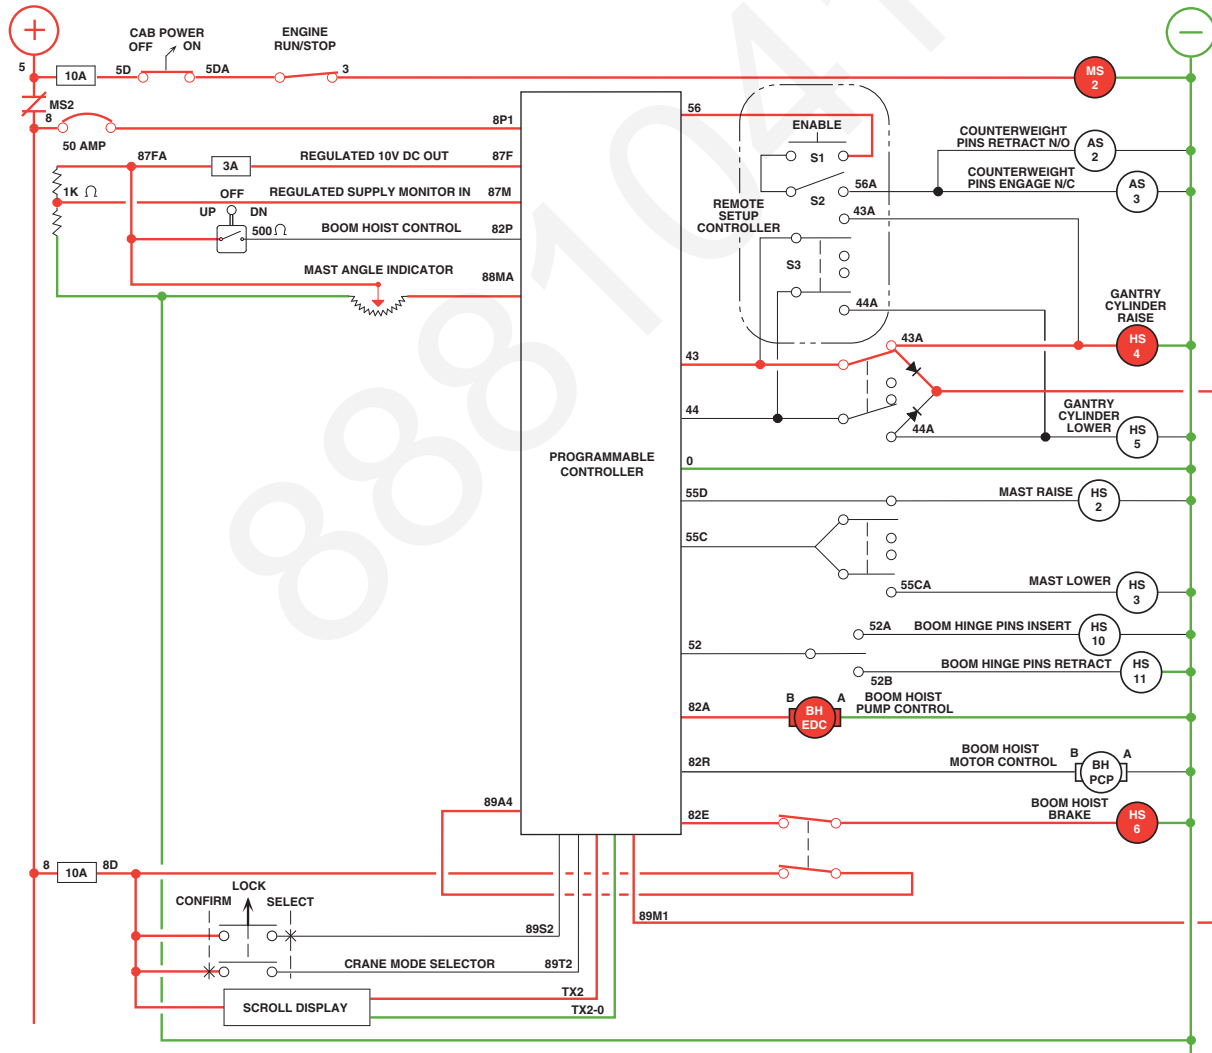 +
−
5
10A
5D
CAB POWER
OFF
ON
5DA
ENGINE
RUN/STOP
3
MS
2
MS2
8
50 AMP
8P1
87FA
3A
REGULATED 10V DC OUT
87F
1K Ω
REGULATED SUPPLY MONITOR IN
87M
OFF
UP
DN
500 Ω
BOOM HOIST CONTROL
82P
MAST ANGLE INDICATOR
88MA
PROGRAMMABLE
CONTROLLER
56
ENABLE
S1
S2
56A
43A
REMOTE
SETUP
CONTROLLER
S3
44A
COUNTERWEIGHT
PINS RETRACT N/O
AS
2
COUNTERWEIGHT
PINS ENGAGE N/C
AS
3
GANTRY
CYLINDER
RAISE
HS
4
43
43A
44
44A
GANTRY
CYLINDER
LOWER
HS
5
0
55D
MAST RAISE
HS
2
55C
55CA
MAST LOWER
HS
3
52
52A
BOOM HINGE PINS INSERT
HS
10
52B
BOOM HINGE PINS RETRACT
HS
11
82A
B
BH
EDC
A
BOOM HOIST
PUMP CONTROL
82R
BOOM HOIST
MOTOR CONTROL
B
BH
PCP
A
82E
BOOM HOIST
BRAKE
HS
6
89A4
8
10A
8D
LOCK
CONFIRM
SELECT
89S2
CRANE MODE SELECTOR
89T2
SCROLL DISPLAY
TX2
TX2-0
89M1